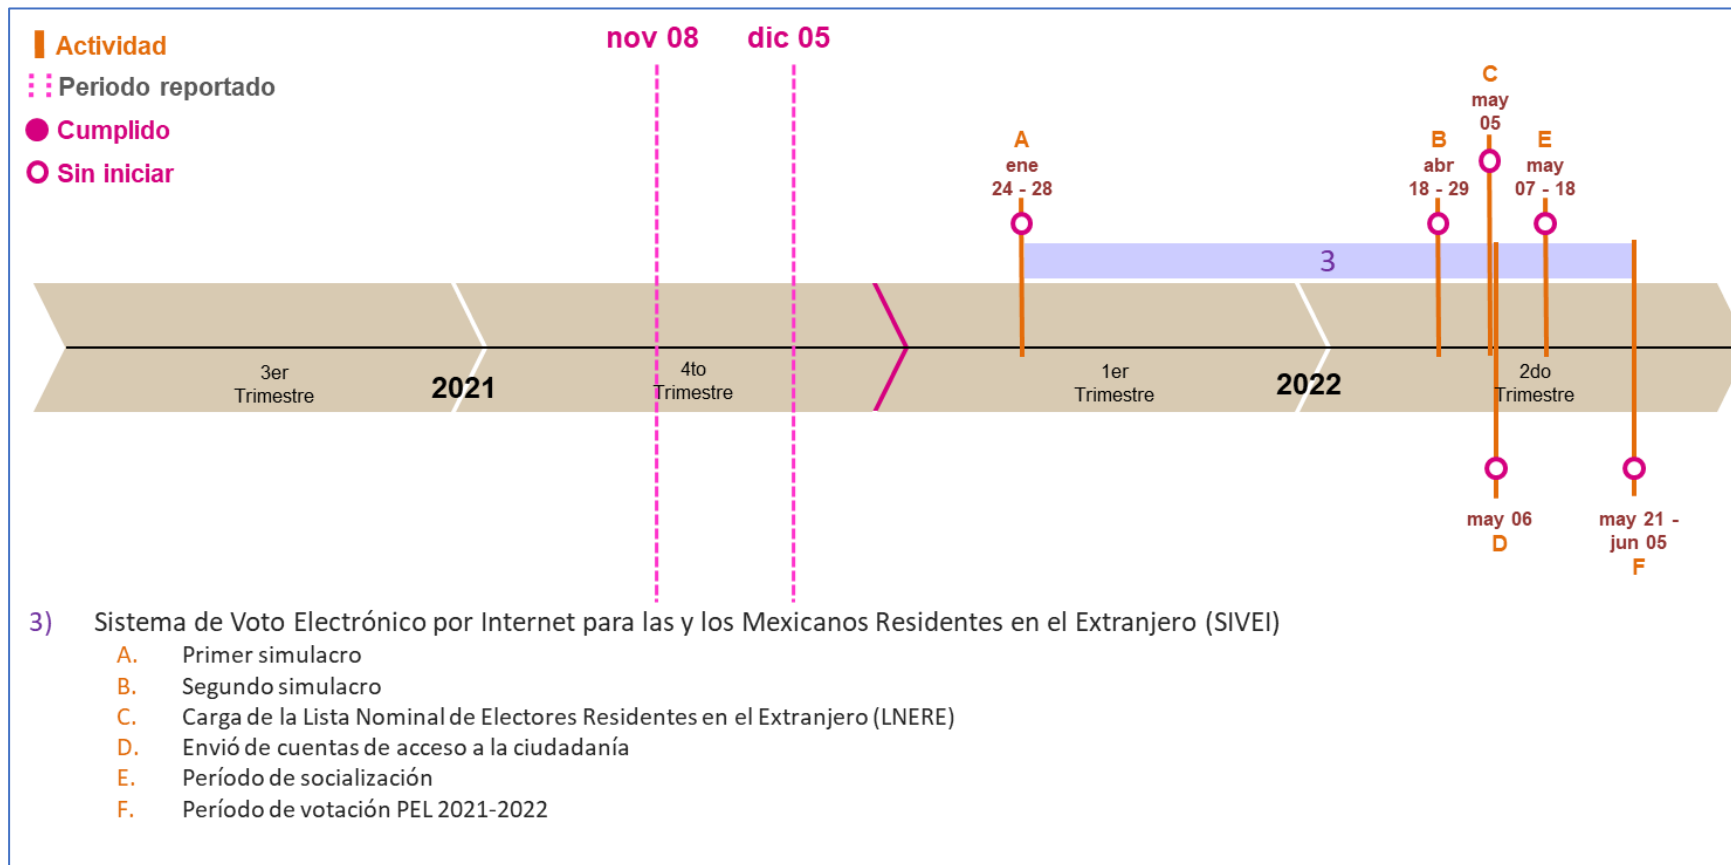 Actividad
Periodo reportado
Cumplido
Sin iniciar
nov 08
dic 05
A
ene
24 - 28
B
abr
18 - 29
C
may
05
E
may
07 - 18
3
3er
Trimestre
2021
4to
Trimestre
1er
Trimestre
2022
2do
Trimestre
may 06
D
may 21 -
jun 05
F
3) Sistema de Voto Electrónico por Internet para las y los Mexicanos Residentes en el Extranjero (SIVEI)
A. Primer simulacro
B. Segundo simulacro
C. Carga de la Lista Nominal de Electores Residentes en el Extranjero (LNERE)
D. Envió de cuentas de acceso a la ciudadanía
E. Período de socialización
F. Período de votación PEL 2021-2022